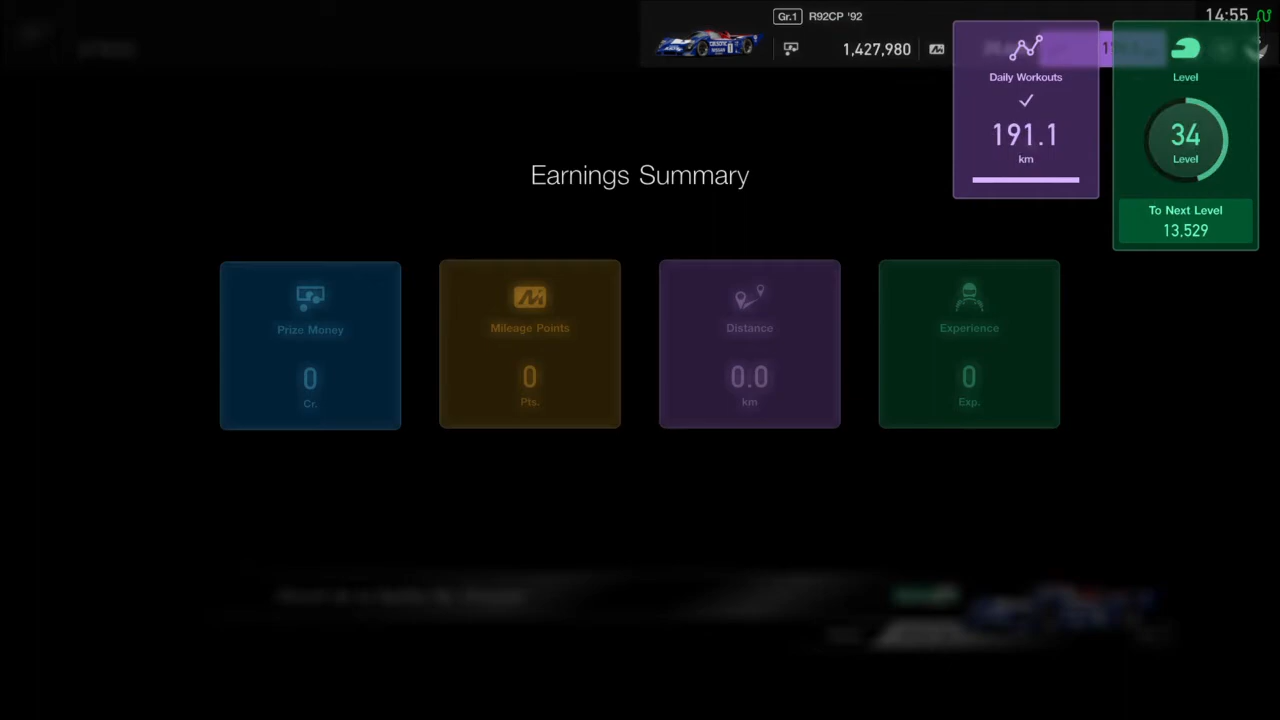 Gr.1 R92CP '92
14:55
1,427,980
Daily Workouts
191.1
km
Level
34
Level
To Next Level
13,529
Earnings Summary
Prize Money
0
Cr.
Mileage Points
0
Pts.
Distance
0.0
km
Experience
0
Exp.